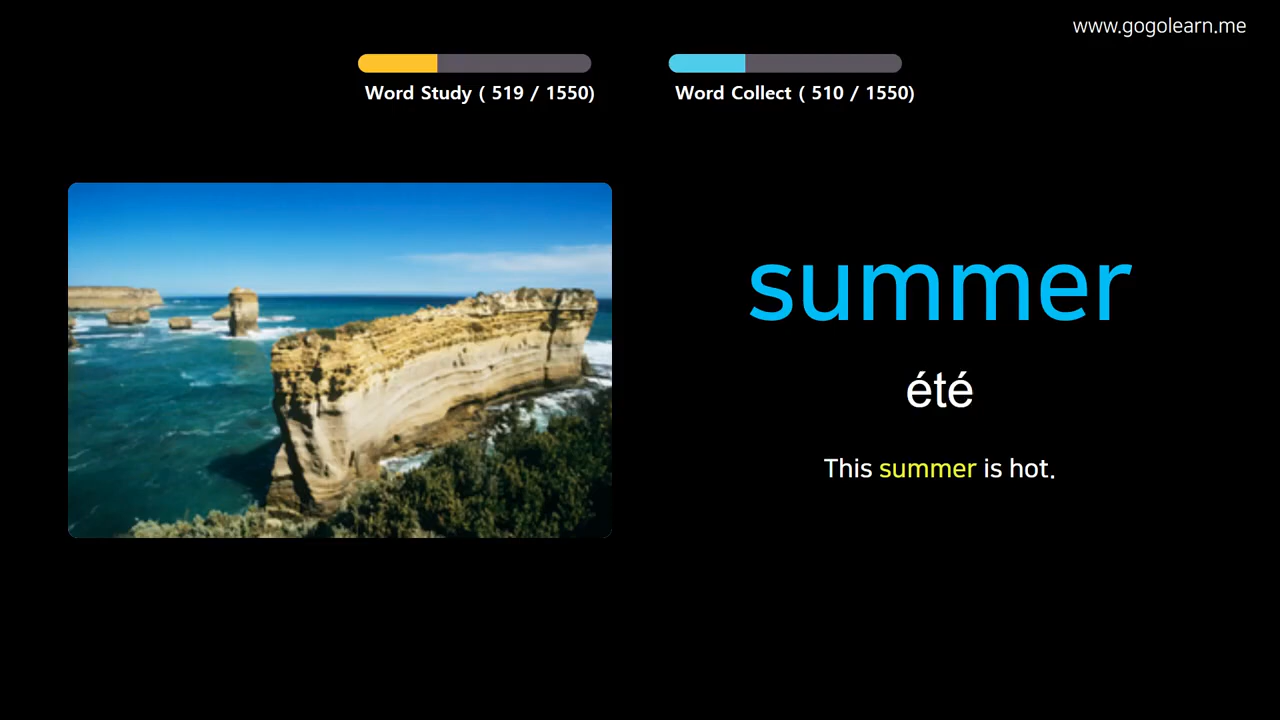 www.gogolearn.me
Word Study ( 519 / 1550)
Word Collect ( 510 / 1550)
summer
été
This summer is hot.